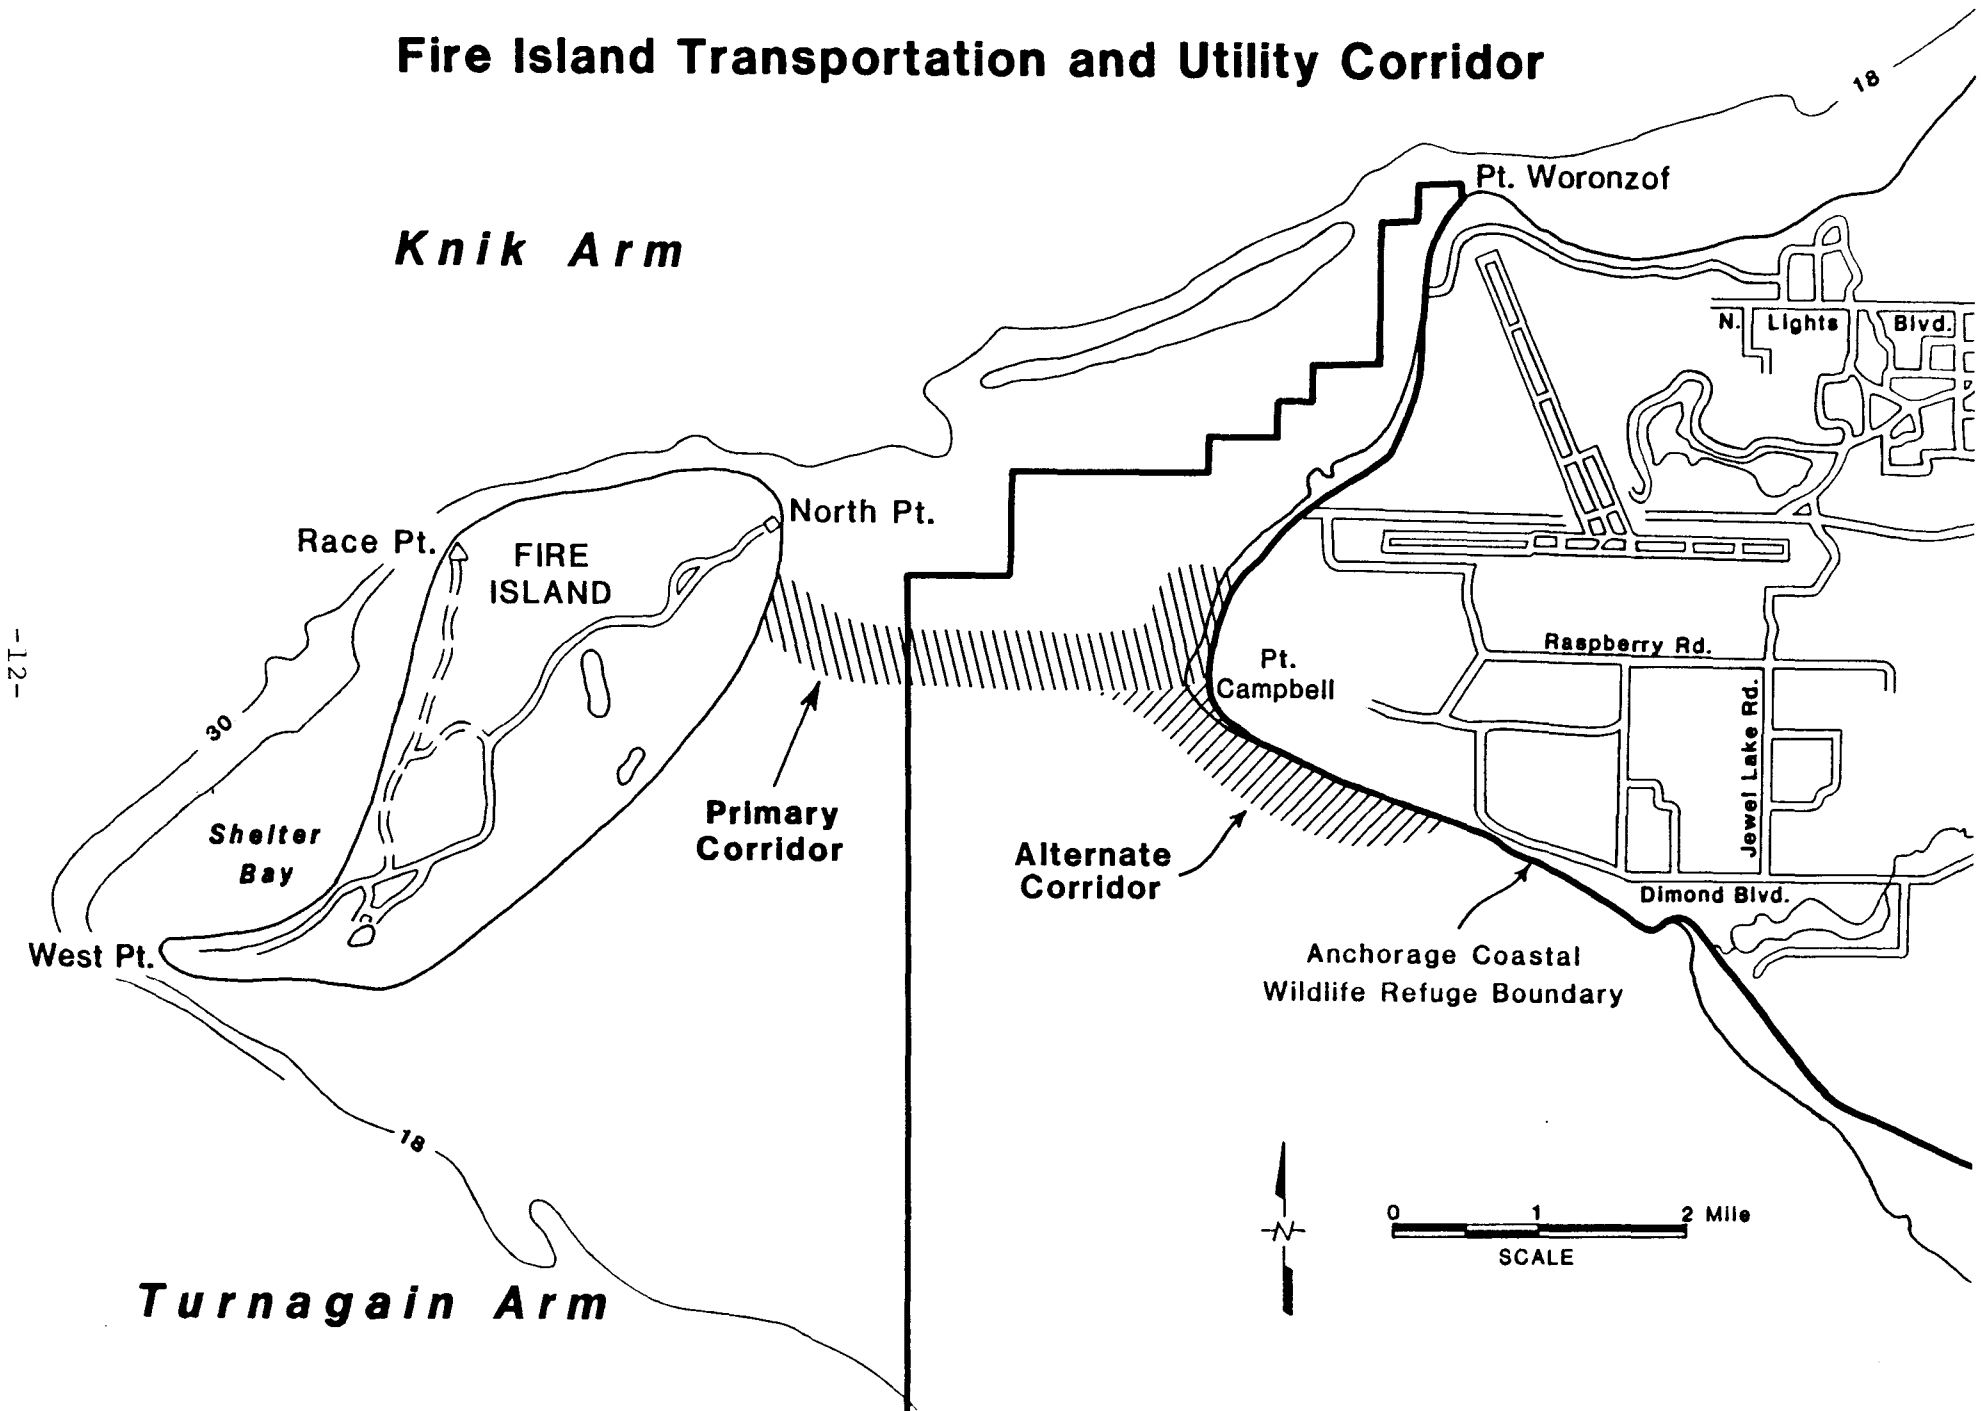 Fire Island Transportation and Utility Corridor
18
Pt. Woronzof
Knik Arm
N. Lights Blvd.
North Pt.
Race Pt.
FIRE
ISLAND
-12-
Raspberry Rd.
Pt.
Campbell
Jewel Lake Rd.
30
Primary
Corridor
Shelter
Bay
Alternate
Corridor
Dimond Blvd.
West Pt.
Anchorage Coastal
Wildlife Refuge Boundary
18
N
0 1 2 Mile
SCALE
Turnagain Arm